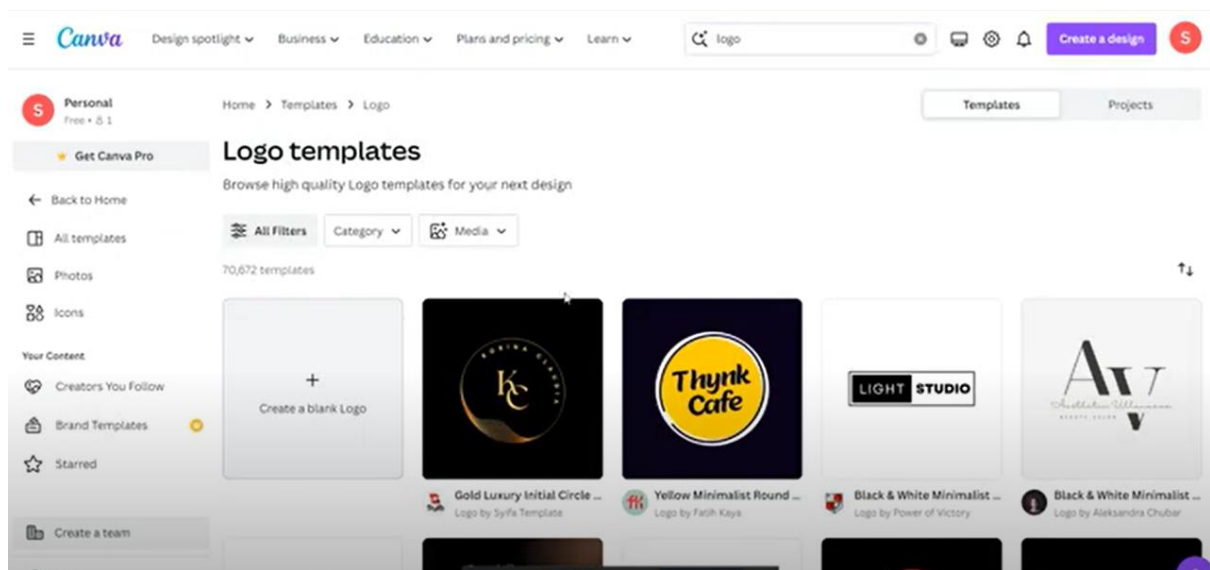 Canva
Design spotlight
Business
Education
Plans and pricing
Learn
logo
Create a design
S
S
Personal
Free • 1
Get Canva Pro
Back to Home
All templates
Photos
Icons
Your Content
Creators You Follow
Brand Templates
Starred
Create a team
Home > Templates > Logo
Templates
Projects
Logo templates
Browse high quality Logo templates for your next design
All Filters
Category
Media
70,672 templates
+
Create a blank Logo
KORINA CLAUDIA
KC
Gold Luxury Initial Circle ...
Logo by Syifa Template
Thynk
Cafe
Yellow Minimalist Round ...
Logo by Fatih Kaya
LIGHT STUDIO
Black & White Minimalist ...
Logo by Power of Victory
Black & White Minimalist ...
Logo by Aleksandra Chubar